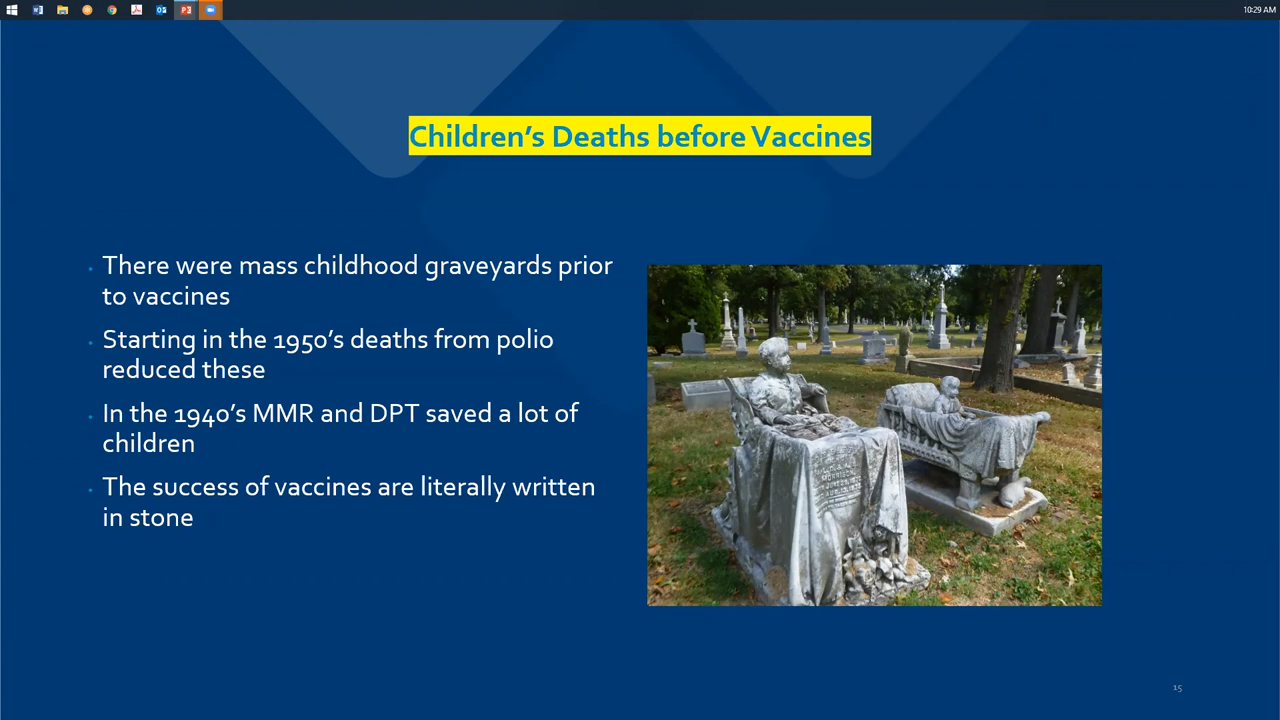 10:29 AM
Children's Deaths before Vaccines
There were mass childhood graveyards prior
to vaccines
Starting in the 1950's deaths from polio
reduced these
In the 1940's MMR and DPT saved a lot of
children
The success of vaccines are literally written
in stone
MORRISON
15